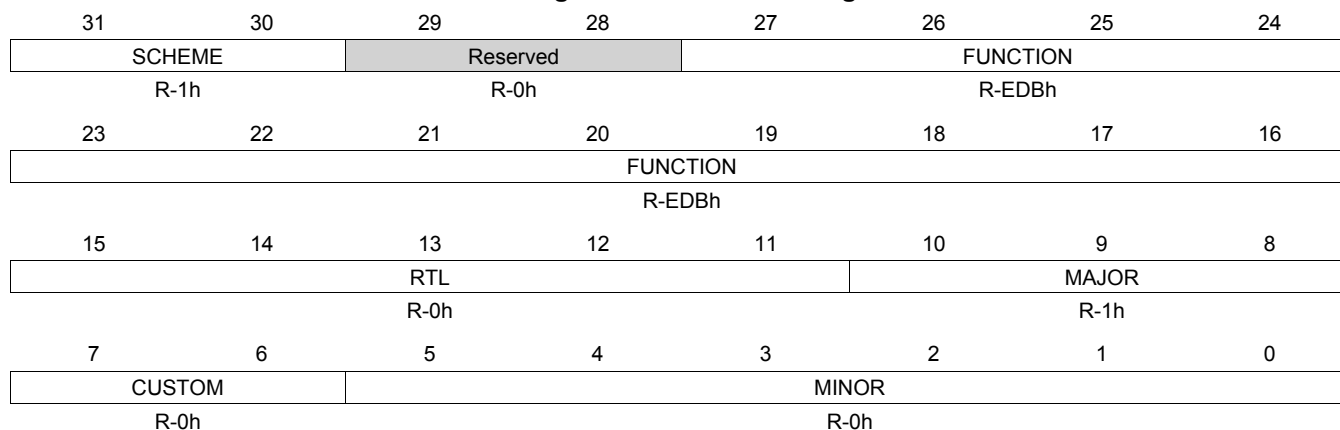 31 30 29 28 27 26 25 24
SCHEME Reserved FUNCTION
R-1h R-0h R-EDBh
23 22 21 20 19 18 17 16
FUNCTION
R-EDBh
15 14 13 12 11 10 9 8
RTL MAJOR
R-0h R-1h
7 6 5 4 3 2 1 0
CUSTOM MINOR
R-0h R-0h